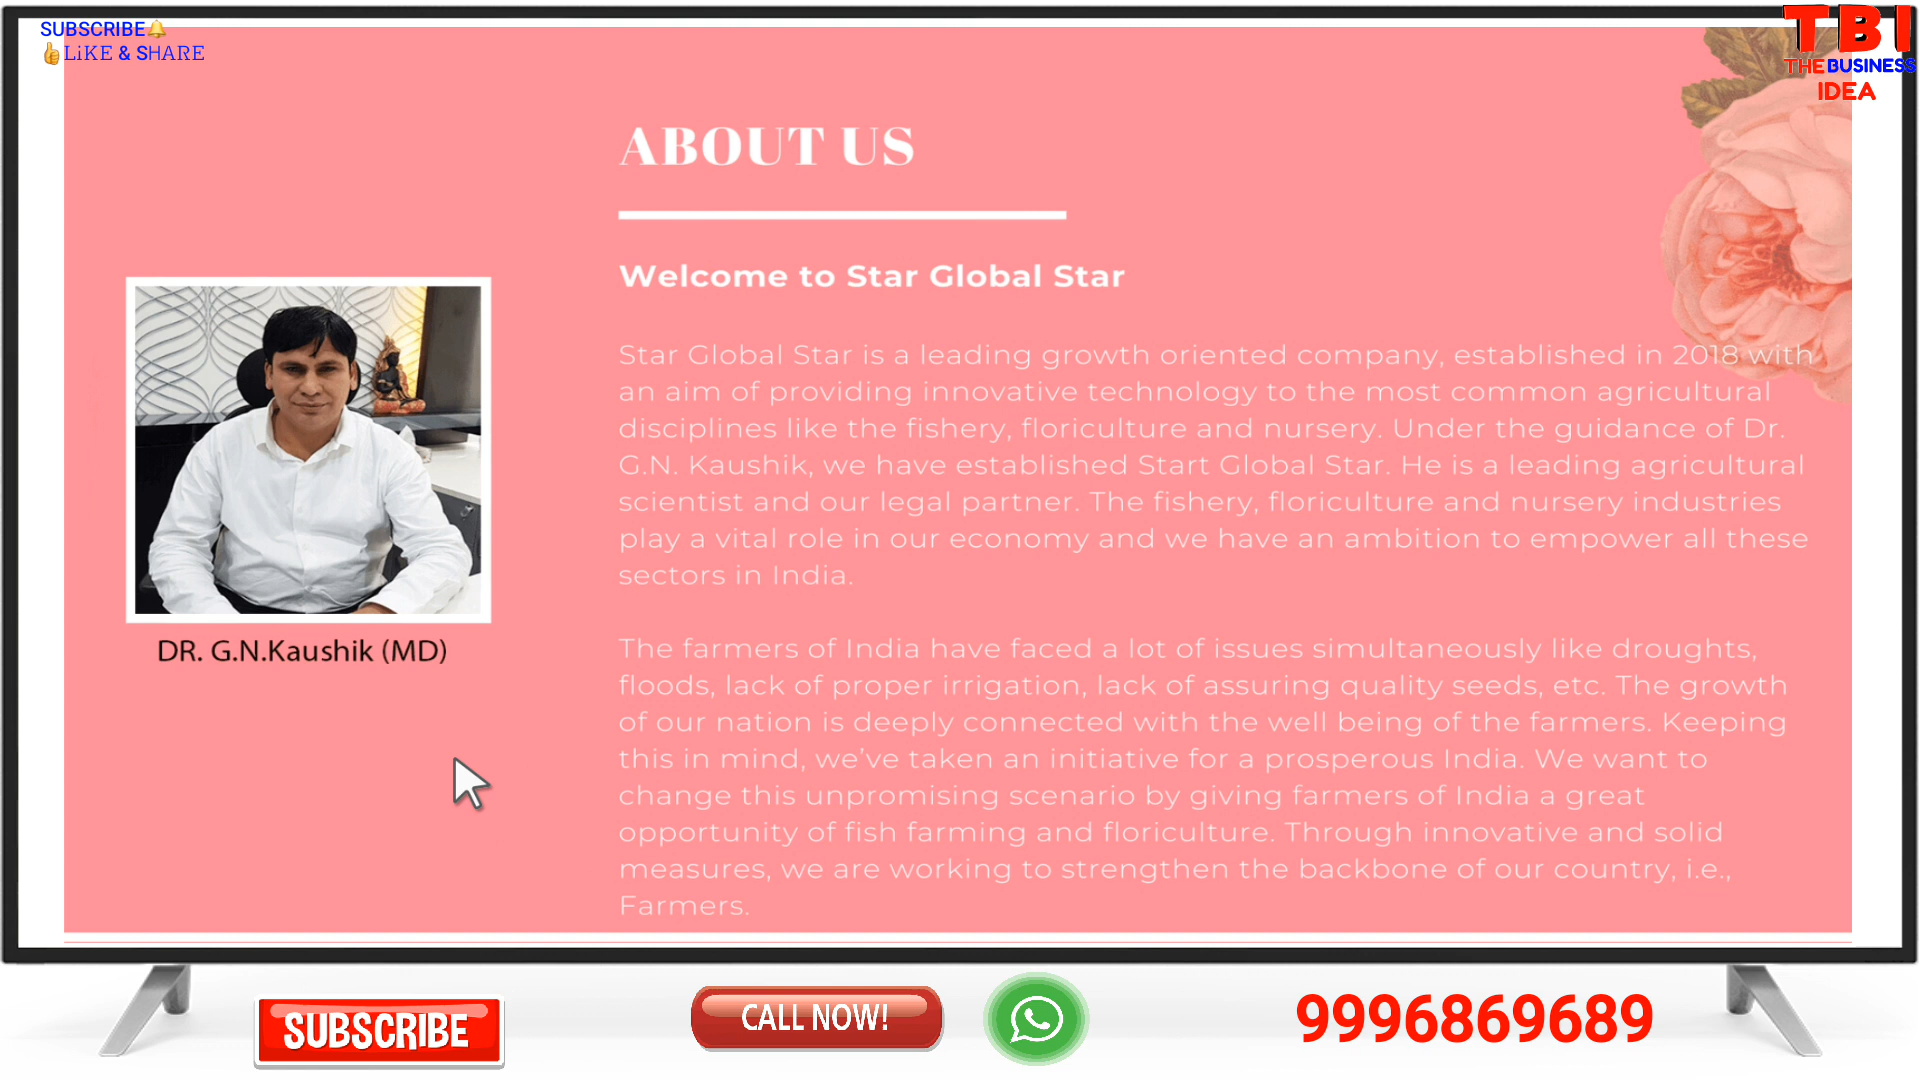 SUBSCRIBE🔔
👍LiKE & SHARE
TBI
THE BUSINESS
IDEA
ABOUT US
Welcome to Star Global Star
Star Global Star is a leading growth oriented company, established in 2018 with
an aim of providing innovative technology to the most common agricultural
disciplines like the fishery, floriculture and nursery. Under the guidance of Dr.
G.N. Kaushik, we have established Start Global Star. He is a leading agricultural
scientist and our legal partner. The fishery, floriculture and nursery industries
play a vital role in our economy and we have an ambition to empower all these
sectors in India.
The farmers of India have faced a lot of issues simultaneously like droughts,
floods, lack of proper irrigation, lack of assuring quality seeds, etc. The growth
of our nation is deeply connected with the well being of the farmers. Keeping
this in mind, we’ve taken an initiative for a prosperous India. We want to
change this unpromising scenario by giving farmers of India a great
opportunity of fish farming and floriculture. Through innovative and solid
measures, we are working to strengthen the backbone of our country, i.e.,
Farmers.
DR. G.N.Kaushik (MD)
SUBSCRIBE
CALL NOW!
9996869689